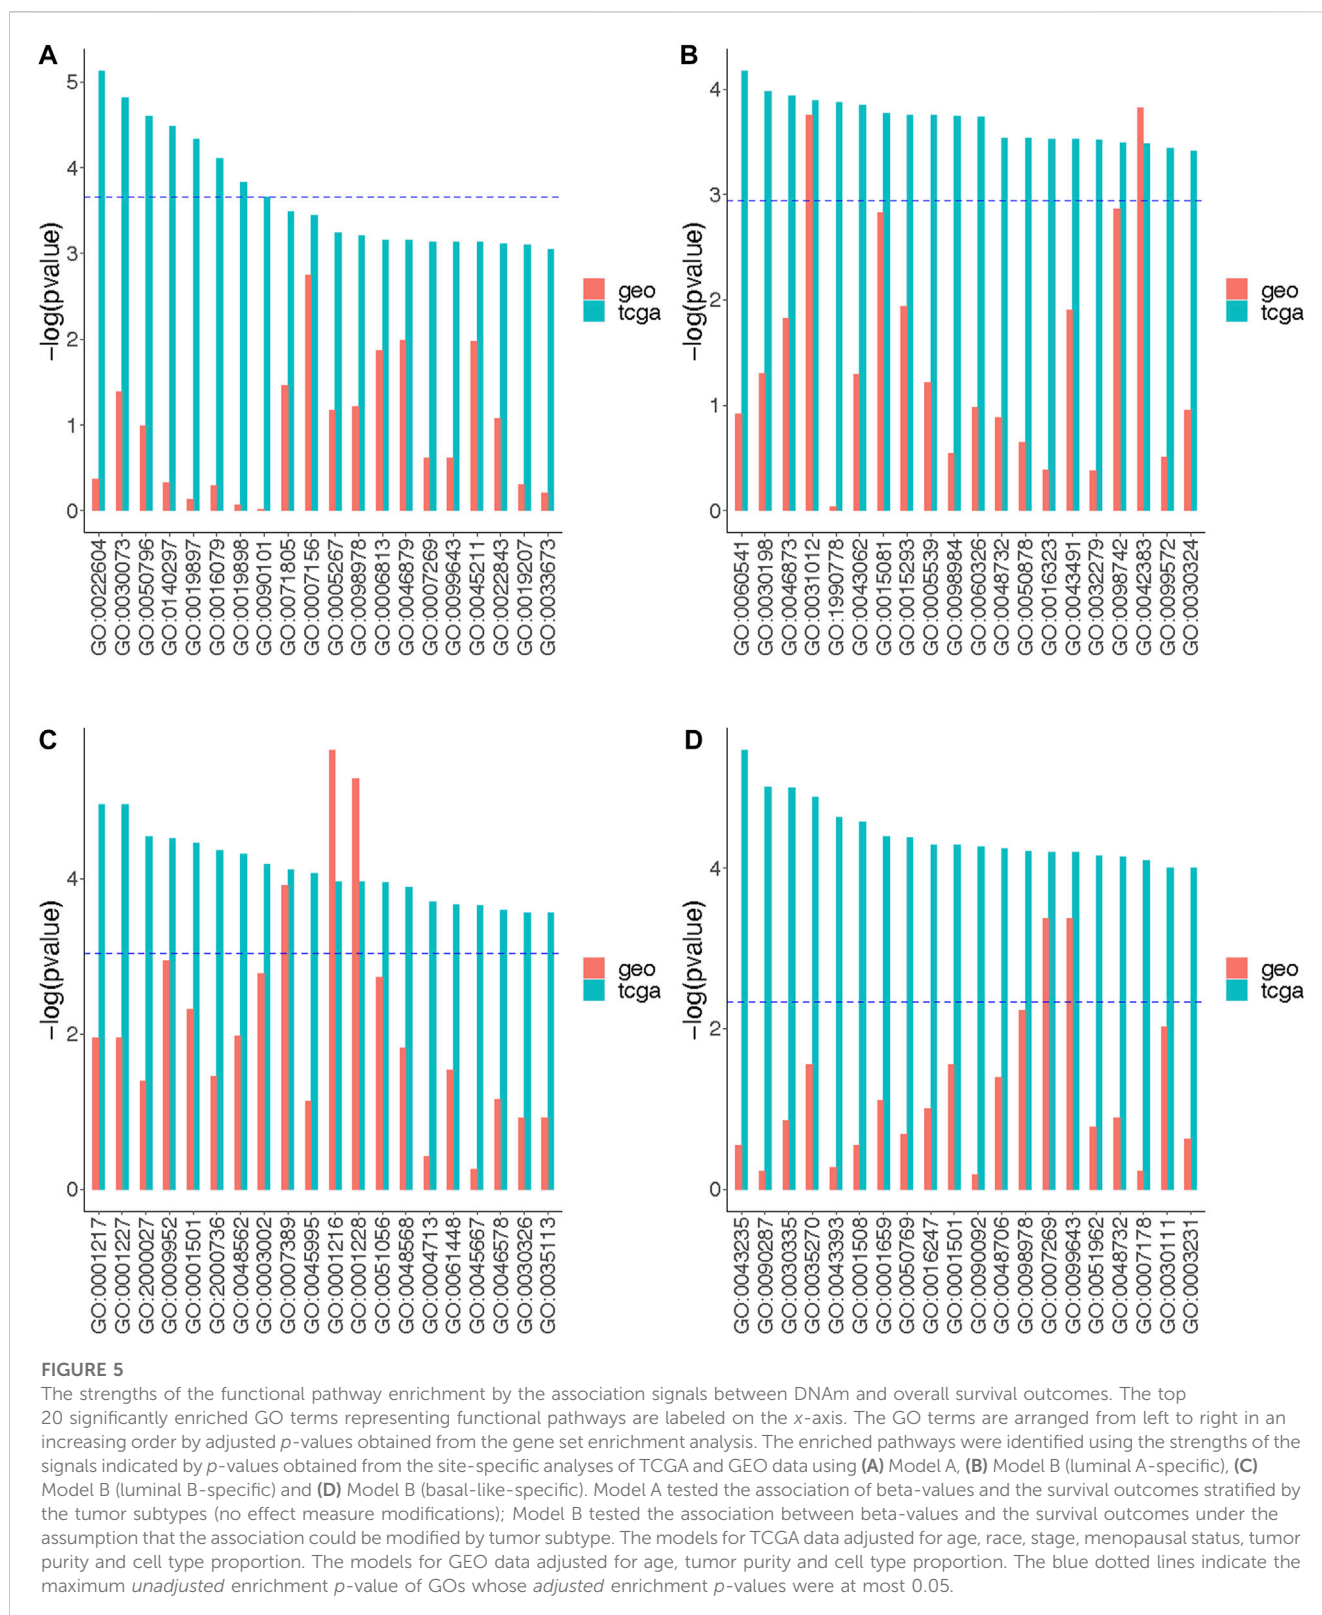 A
5
4
3
2
1
0
−log(pvalue)
geo
tcga
GO:0022604
GO:0030073
GO:0050796
GO:0140297
GO:0019897
GO:0016079
GO:0019898
GO:0090101
GO:0071805
GO:0007156
GO:0005267
GO:0098978
GO:0006813
GO:0046879
GO:0007269
GO:0099643
GO:0045211
GO:0022843
GO:0019207
GO:0033673
B
4
3
2
1
0
−log(pvalue)
geo
tcga
GO:0060541
GO:0030198
GO:0046873
GO:0031012
GO:1990778
GO:0043062
GO:0015081
GO:0015293
GO:0005539
GO:0098984
GO:0060326
GO:0048732
GO:0050878
GO:0016323
GO:0043491
GO:0032279
GO:0098742
GO:0042383
GO:0099572
GO:0030324
C
4
2
0
−log(pvalue)
geo
tcga
GO:0001217
GO:0001227
GO:2000027
GO:0009952
GO:0001501
GO:2000736
GO:0048562
GO:0003002
GO:0007389
GO:0045995
GO:0001216
GO:0001228
GO:0051056
GO:0048568
GO:0004713
GO:0061448
GO:0045667
GO:0046578
GO:0030326
GO:0035113
D
4
2
0
−log(pvalue)
geo
tcga
GO:0043235
GO:0090287
GO:0030335
GO:0035270
GO:0043393
GO:0001508
GO:0001659
GO:0050769
GO:0016247
GO:0001501
GO:0090092
GO:0048706
GO:0098978
GO:0007269
GO:0099643
GO:0051962
GO:0048732
GO:0007178
GO:0030111
GO:0003231
FIGURE 5
The strengths of the functional pathway enrichment by the association signals between DNAm and overall survival outcomes. The top
20 significantly enriched GO terms representing functional pathways are labeled on the x-axis. The GO terms are arranged from left to right in an
increasing order by adjusted p-values obtained from the gene set enrichment analysis. The enriched pathways were identified using the strengths of the
signals indicated by p-values obtained from the site-specific analyses of TCGA and GEO data using (A) Model A, (B) Model B (luminal A-specific), (C)
Model B (luminal B-specific) and (D) Model B (basal-like-specific). Model A tested the association of beta-values and the survival outcomes stratified by
the tumor subtypes (no effect measure modifications); Model B tested the association between beta-values and the survival outcomes under the
assumption that the association could be modified by tumor subtype. The models for TCGA data adjusted for age, race, stage, menopausal status, tumor
purity and cell type proportion. The models for GEO data adjusted for age, tumor purity and cell type proportion. The blue dotted lines indicate the
maximum unadjusted enrichment p-value of GOs whose adjusted enrichment p-values were at most 0.05.